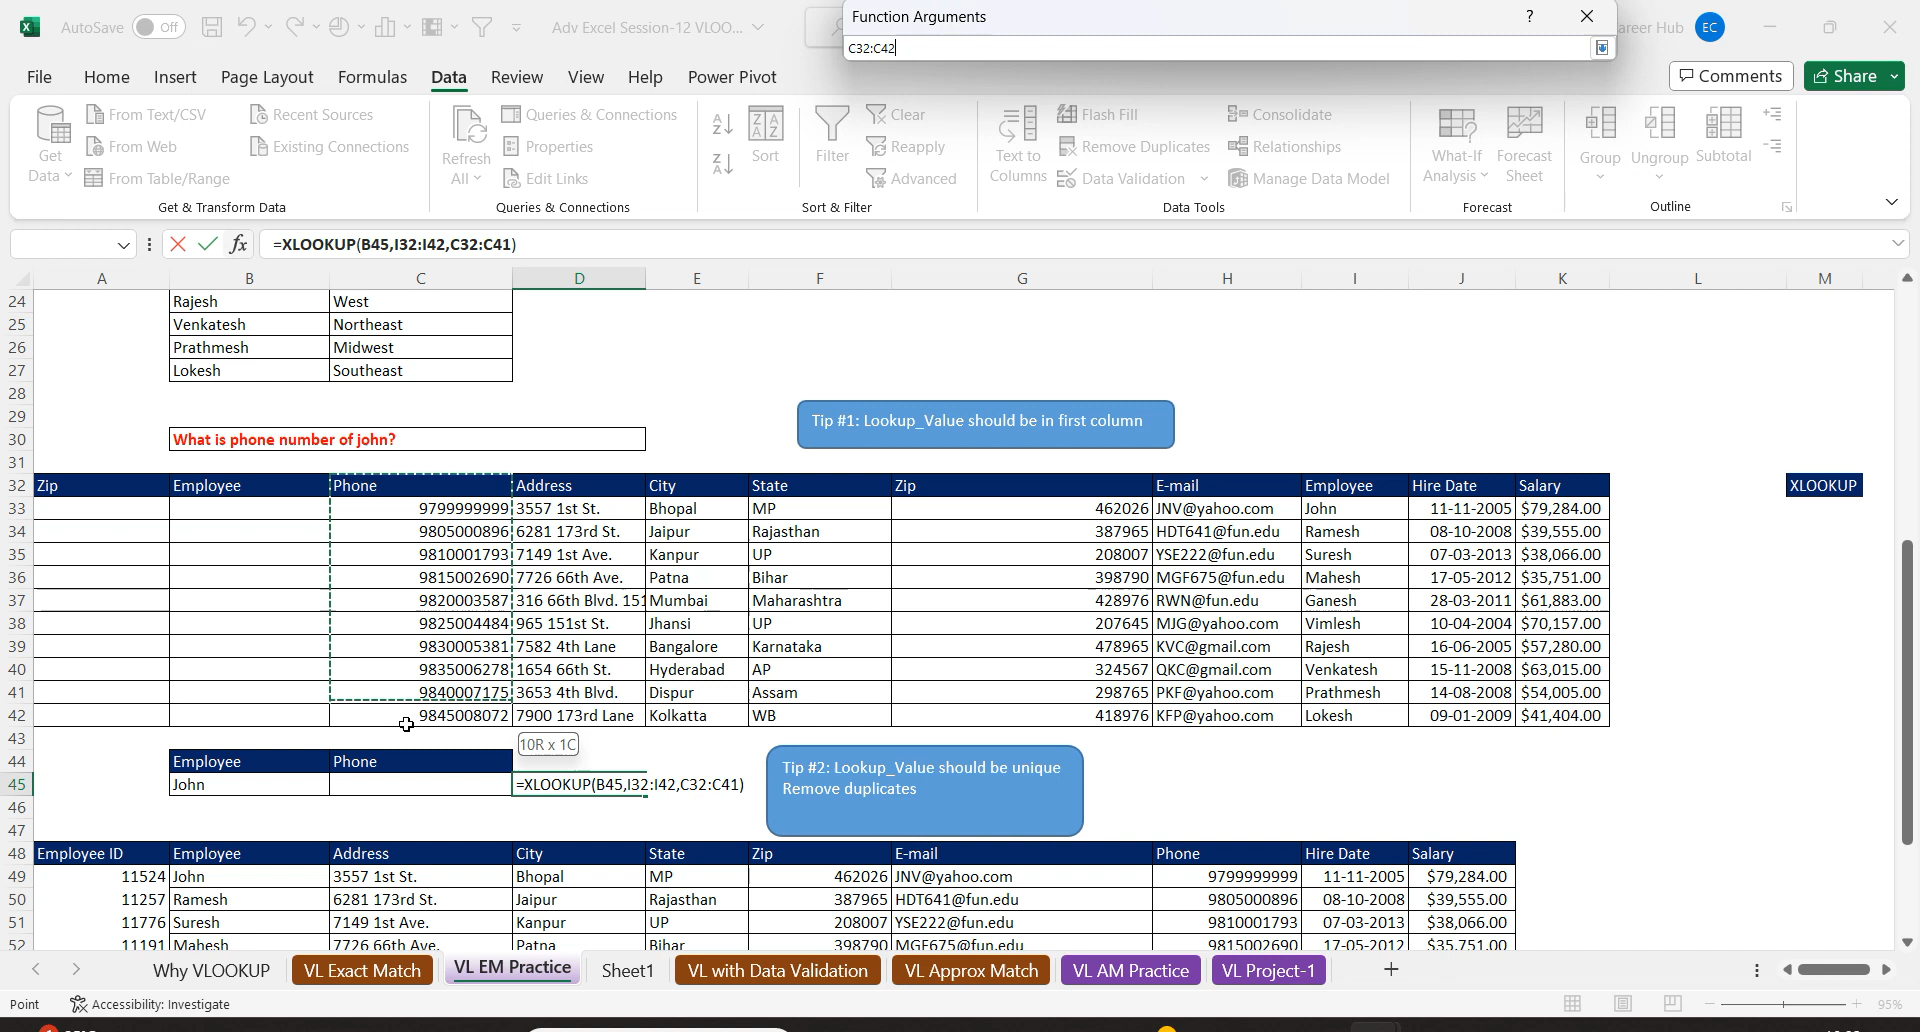 AutoSave Off Adv Excel Session-12 VLOO... Function Arguments ? areer Hub EC
C32:C42
File Home Insert Page Layout Formulas Data Review View Help Power Pivot Comments Share
Get Data From Text/CSV Recent Sources
From Web Existing Connections
From Table/Range
Get & Transform Data
Refresh All Queries & Connections
Properties
Edit Links
Queries & Connections
Sort Filter Clear
Reapply
Advanced
Sort & Filter
Text to Columns Flash Fill Consolidate
Remove Duplicates Relationships
Data Validation Manage Data Model
Data Tools
What-If Analysis Forecast Sheet
Forecast
Group Ungroup Subtotal
Outline
fx =XLOOKUP(B45,I32:I42,C32:C41)
A B C D E F G H I J K L M
24 Rajesh West
25 Venkatesh Northeast
26 Prathmesh Midwest
27 Lokesh Southeast
28
29
Tip #1: Lookup_Value should be in first column
30 What is phone number of john?
31
32 Zip Employee Phone Address City State Zip E-mail Employee Hire Date Salary XLOOKUP
33 9799999999 3557 1st St. Bhopal MP 462026 JNV@yahoo.com John 11-11-2005 $79,284.00
34 9805000896 6281 173rd St. Jaipur Rajasthan 387965 HDT641@fun.edu Ramesh 08-10-2008 $39,555.00
35 9810001793 7149 1st Ave. Kanpur UP 208007 YSE222@fun.edu Suresh 07-03-2013 $38,066.00
36 9815002690 7726 66th Ave. Patna Bihar 398790 MGF675@fun.edu Mahesh 17-05-2012 $35,751.00
37 9820003587 316 66th Blvd. 151 Mumbai Maharashtra 428976 RWN@fun.edu Ganesh 28-03-2011 $61,883.00
38 9825004484 965 151st St. Jhansi UP 207645 MJG@yahoo.com Vimlesh 10-04-2004 $70,157.00
39 9830005381 7582 4th Lane Bangalore Karnataka 478965 KVC@gmail.com Rajesh 16-06-2005 $57,280.00
40 9835006278 1654 66th St. Hyderabad AP 324567 QKC@gmail.com Venkatesh 15-11-2008 $63,015.00
41 9840007175 3653 4th Blvd. Dispur Assam 298765 PKF@yahoo.com Prathmesh 14-08-2008 $54,005.00
42 9845008072 7900 173rd Lane Kolkatta WB 418976 KFP@yahoo.com Lokesh 09-01-2009 $41,404.00
43 10R x 1C
44 Employee Phone
45 John =XLOOKUP(B45,I32:I42,C32:C41)
Tip #2: Lookup_Value should be unique
Remove duplicates
46
47
48 Employee ID Employee Address City State Zip E-mail Phone Hire Date Salary
49 11524 John 3557 1st St. Bhopal MP 462026 JNV@yahoo.com 9799999999 11-11-2005 $79,284.00
50 11257 Ramesh 6281 173rd St. Jaipur Rajasthan 387965 HDT641@fun.edu 9805000896 08-10-2008 $39,555.00
51 11776 Suresh 7149 1st Ave. Kanpur UP 208007 YSE222@fun.edu 9810001793 07-03-2013 $38,066.00
52 11191 Mahesh 7726 66th Ave. Patna Bihar 398790 MGF675@fun.edu 9815002690 17-05-2012 $35,751.00
Why VLOOKUP VL Exact Match VL EM Practice Sheet1 VL with Data Validation VL Approx Match VL AM Practice VL Project-1
Point Accessibility: Investigate 95%